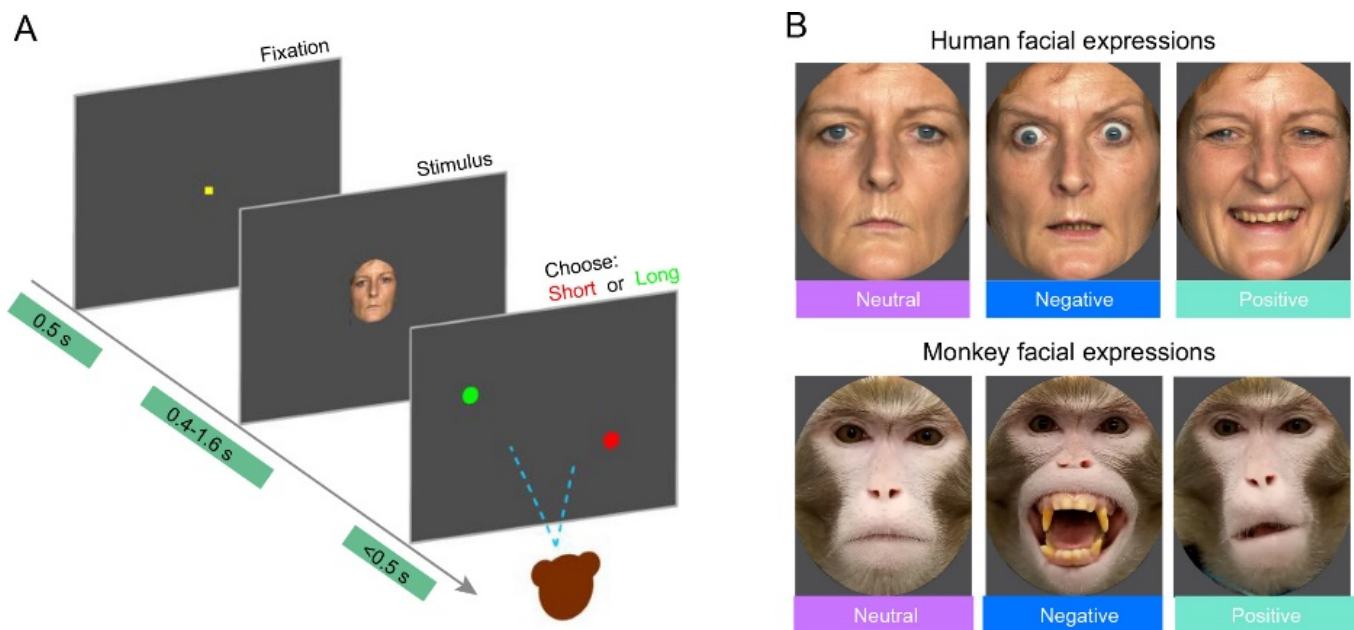 A
Fixation
Stimulus
Choose:
Short or Long
0.5 s
0.4-1.6 s
<0.5 s
B
Human facial expressions
Neutral
Negative
Positive
Monkey facial expressions
Neutral
Negative
Positive